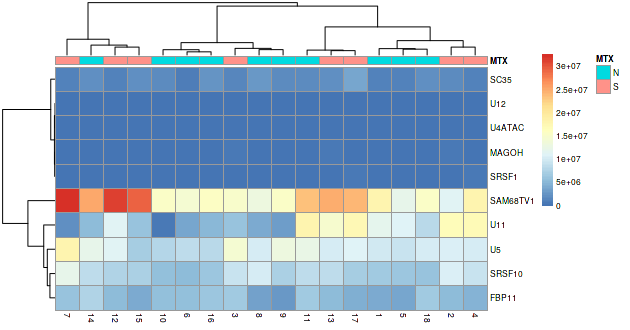 MTX
SC35
U12
U4ATAC
MAGOH
SRSF1
SAM68TV1
U11
U5
SRSF10
FBP11
7 14 12 15 10 6 16 3 8 9 11 13 17 1 5 18 2 4
3e+07
2.5e+07
2e+07
1.5e+07
1e+07
5e+06
0
MTX
N
S